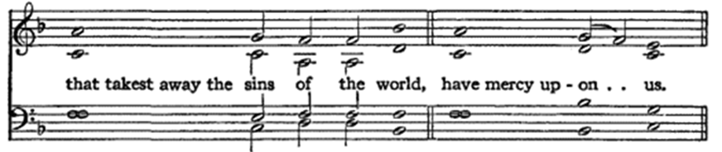 that takest away the sins of the world, have mercy up - on . . us.